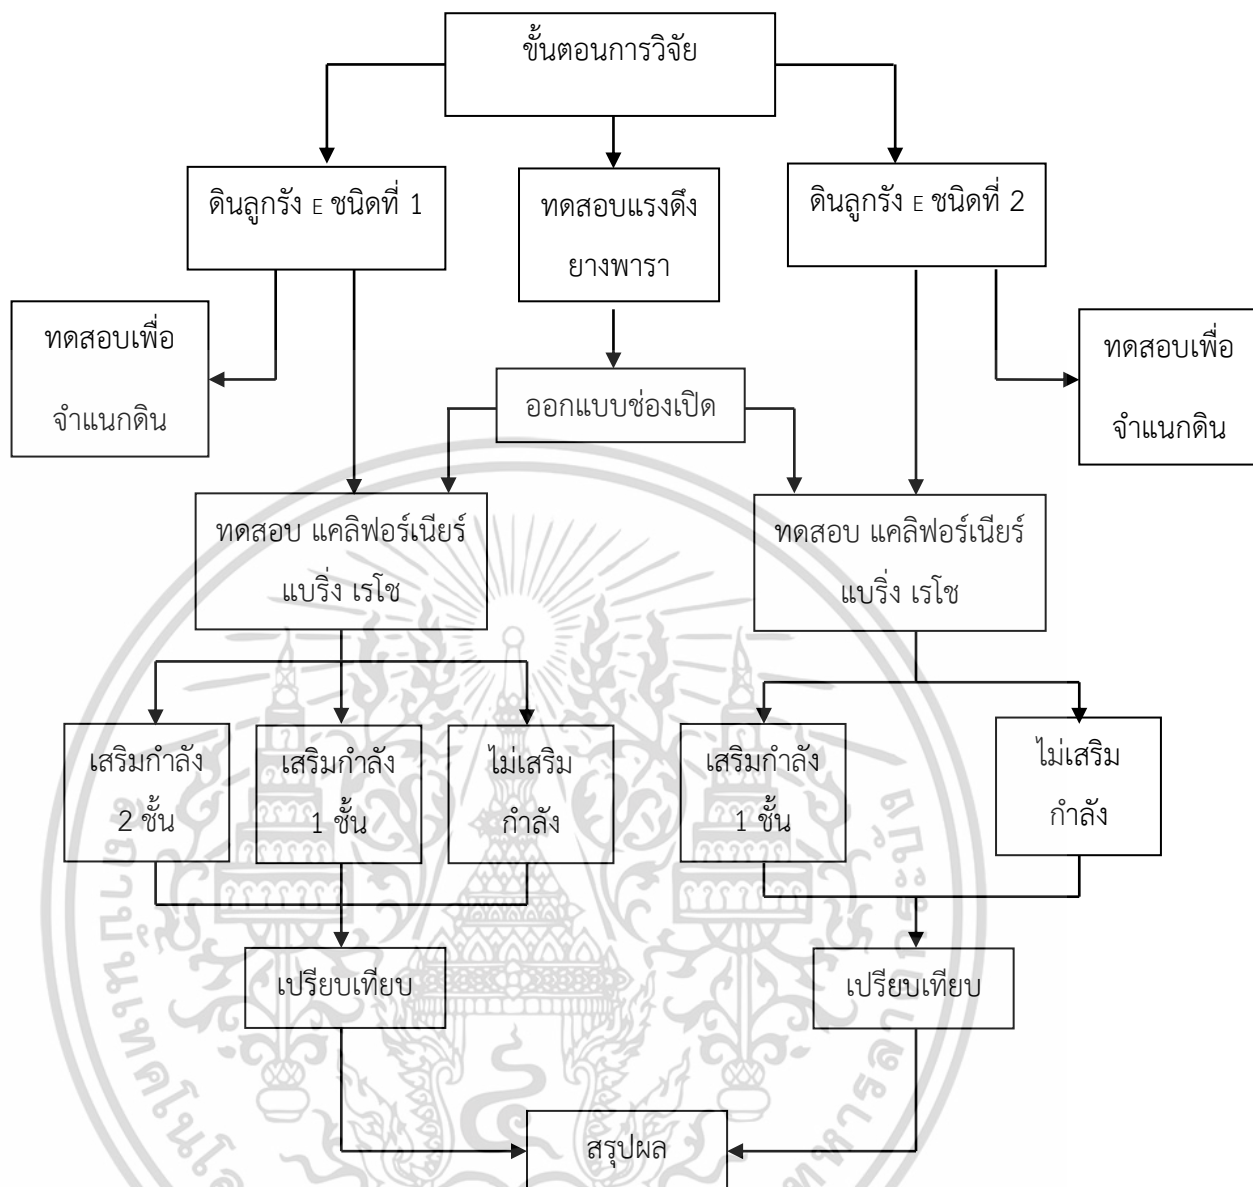 ขั้นตอนการวิจัย
ดินลูกรัง E ชนิดที่ 1
ทดสอบแรงดึง
ยางพารา
ดินลูกรัง E ชนิดที่ 2
ทดสอบเพื่อ
จำแนกดิน
ออกแบบช่องเปิด
ทดสอบเพื่อ
จำแนกดิน
ทดสอบ แคลิฟอร์เนียร์
แบริ่ง เรโช
ทดสอบ แคลิฟอร์เนียร์
แบริ่ง เรโช
เสริมกำลัง
2 ชั้น
เสริมกำลัง
1 ชั้น
ไม่เสริม
กำลัง
เสริมกำลัง
1 ชั้น
ไม่เสริม
กำลัง
เปรียบเทียบ
เปรียบเทียบ
สรุปผล